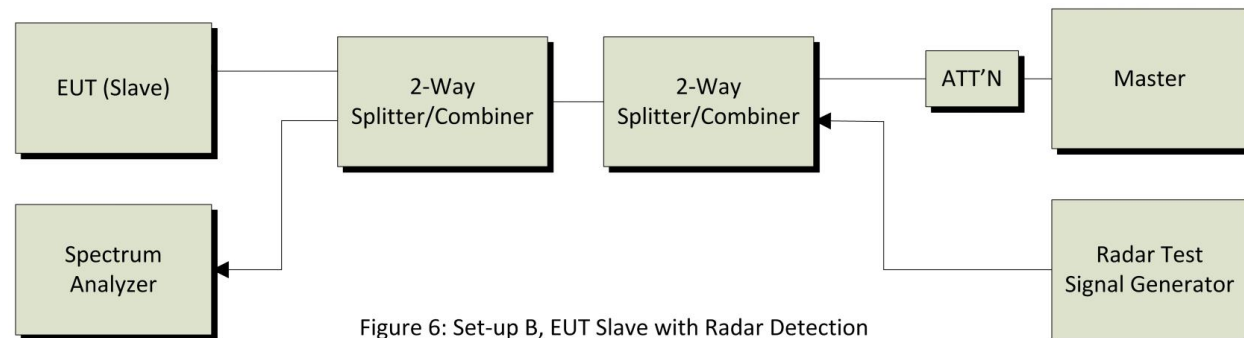 EUT (Slave)
2-Way
Splitter/Combiner
2-Way
Splitter/Combiner
ATT’N
Master
Spectrum
Analyzer
Radar Test
Signal Generator
Figure 6: Set-up B, EUT Slave with Radar Detection